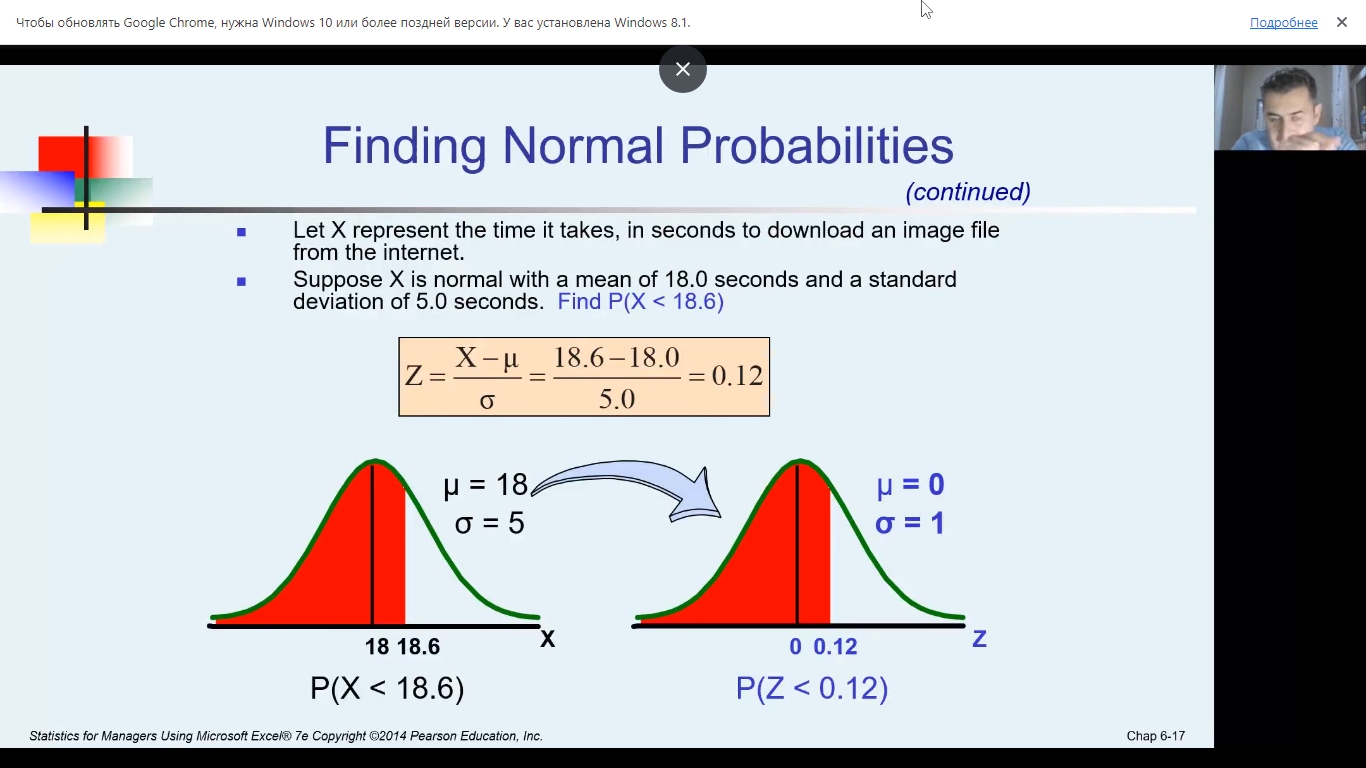 Чтобы обновлять Google Chrome, нужна Windows 10 или более поздней версии. У вас установлена Windows 8.1.
Подробнее
Finding Normal Probabilities
(continued)
Let X represent the time it takes, in seconds to download an image file
from the internet.
Suppose X is normal with a mean of 18.0 seconds and a standard
deviation of 5.0 seconds. Find P(X < 18.6)
Z = (X − μ)/σ = (18.6 − 18.0)/5.0 = 0.12
μ = 18
σ = 5
18 18.6
X
P(X < 18.6)
μ = 0
σ = 1
0 0.12
Z
P(Z < 0.12)
Statistics for Managers Using Microsoft Excel® 7e Copyright ©2014 Pearson Education, Inc.
Chap 6-17